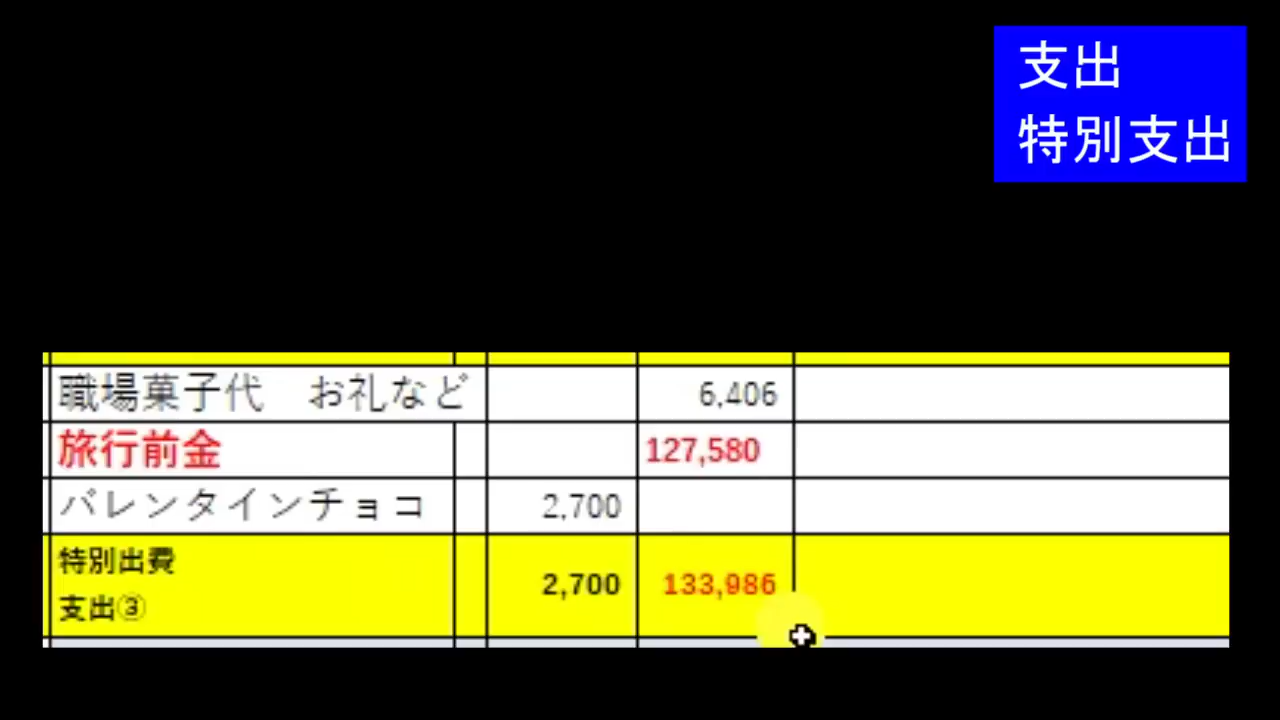 支出
特別支出
職場菓子代　お礼など 6,406
旅行前金 127,580
バレンタインチョコ 2,700
特別出費
支出③ 2,700 133,986